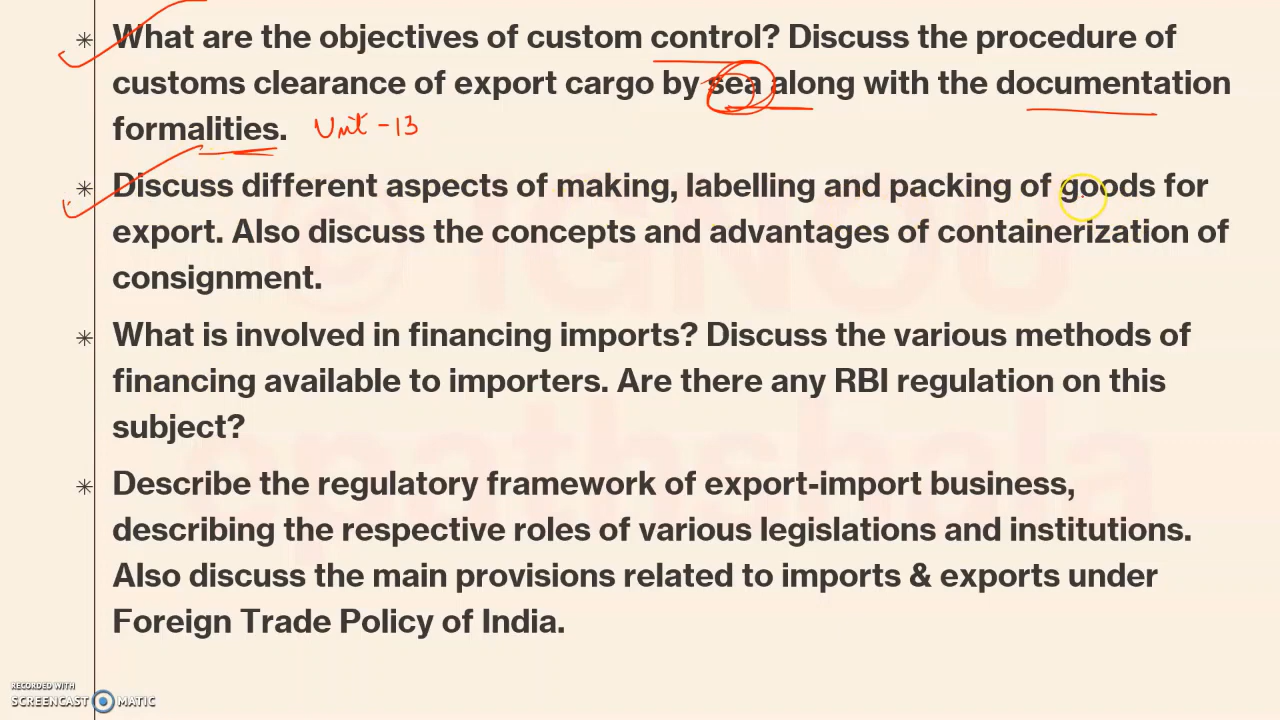 What are the objectives of custom control? Discuss the procedure of
customs clearance of export cargo by sea along with the documentation
formalities. Unit - 13
Discuss different aspects of making, labelling and packing of goods for
export. Also discuss the concepts and advantages of containerization of
consignment.
What is involved in financing imports? Discuss the various methods of
financing available to importers. Are there any RBI regulation on this
subject?
Describe the regulatory framework of export-import business,
describing the respective roles of various legislations and institutions.
Also discuss the main provisions related to imports & exports under
Foreign Trade Policy of India.
@ IGNOU
pathshala
RECORDED WITH
SCREENCAST MATIC